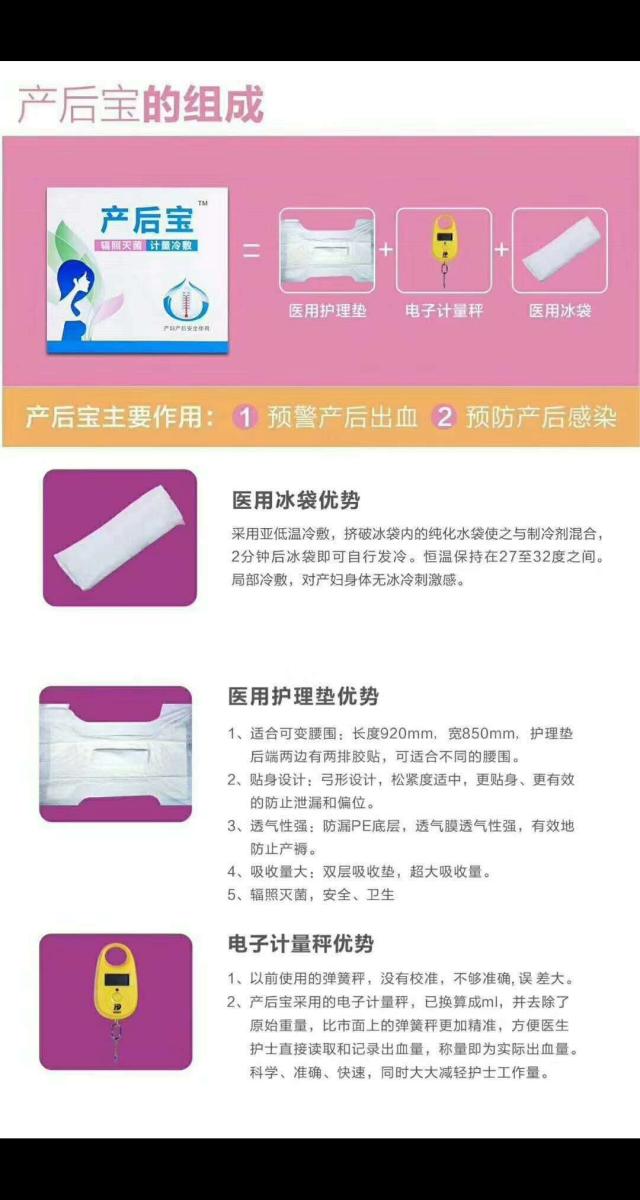 产后宝的组成
产后宝 TM
辐照灭菌 计量冷敷
产妇产后安全使用
=
+
+
医用护理垫
电子计量秤
医用冰袋
产后宝主要作用： 1 预警产后出血 2 预防产后感染
医用冰袋优势
采用亚低温冷敷，挤破冰袋内的纯化水袋使之与制冷剂混合，
2分钟后冰袋即可自行发冷。恒温保持在27至32度之间。
局部冷敷，对产妇身体无冰冷刺激感。
医用护理垫优势
1、适合可变腰围：长度920mm，宽850mm，护理垫
后端两边有两排胶贴，可适合不同的腰围。
2、贴身设计：弓形设计，松紧度适中，更贴身、更有效
的防止泄漏和偏位。
3、透气性强：防漏PE底层，透气膜透气性强，有效地
防止产褥。
4、吸收量大：双层吸收垫，超大吸收量。
5、辐照灭菌，安全、卫生
电子计量秤优势
1、以前使用的弹簧秤，没有校准，不够准确,误 差大。
2、产后宝采用的电子计量秤，已换算成ml，并去除了
原始重量，比市面上的弹簧秤更加精准，方便医生
护士直接读取和记录出血量，称量即为实际出血量。
科学、准确、快速，同时大大减轻护士工作量。